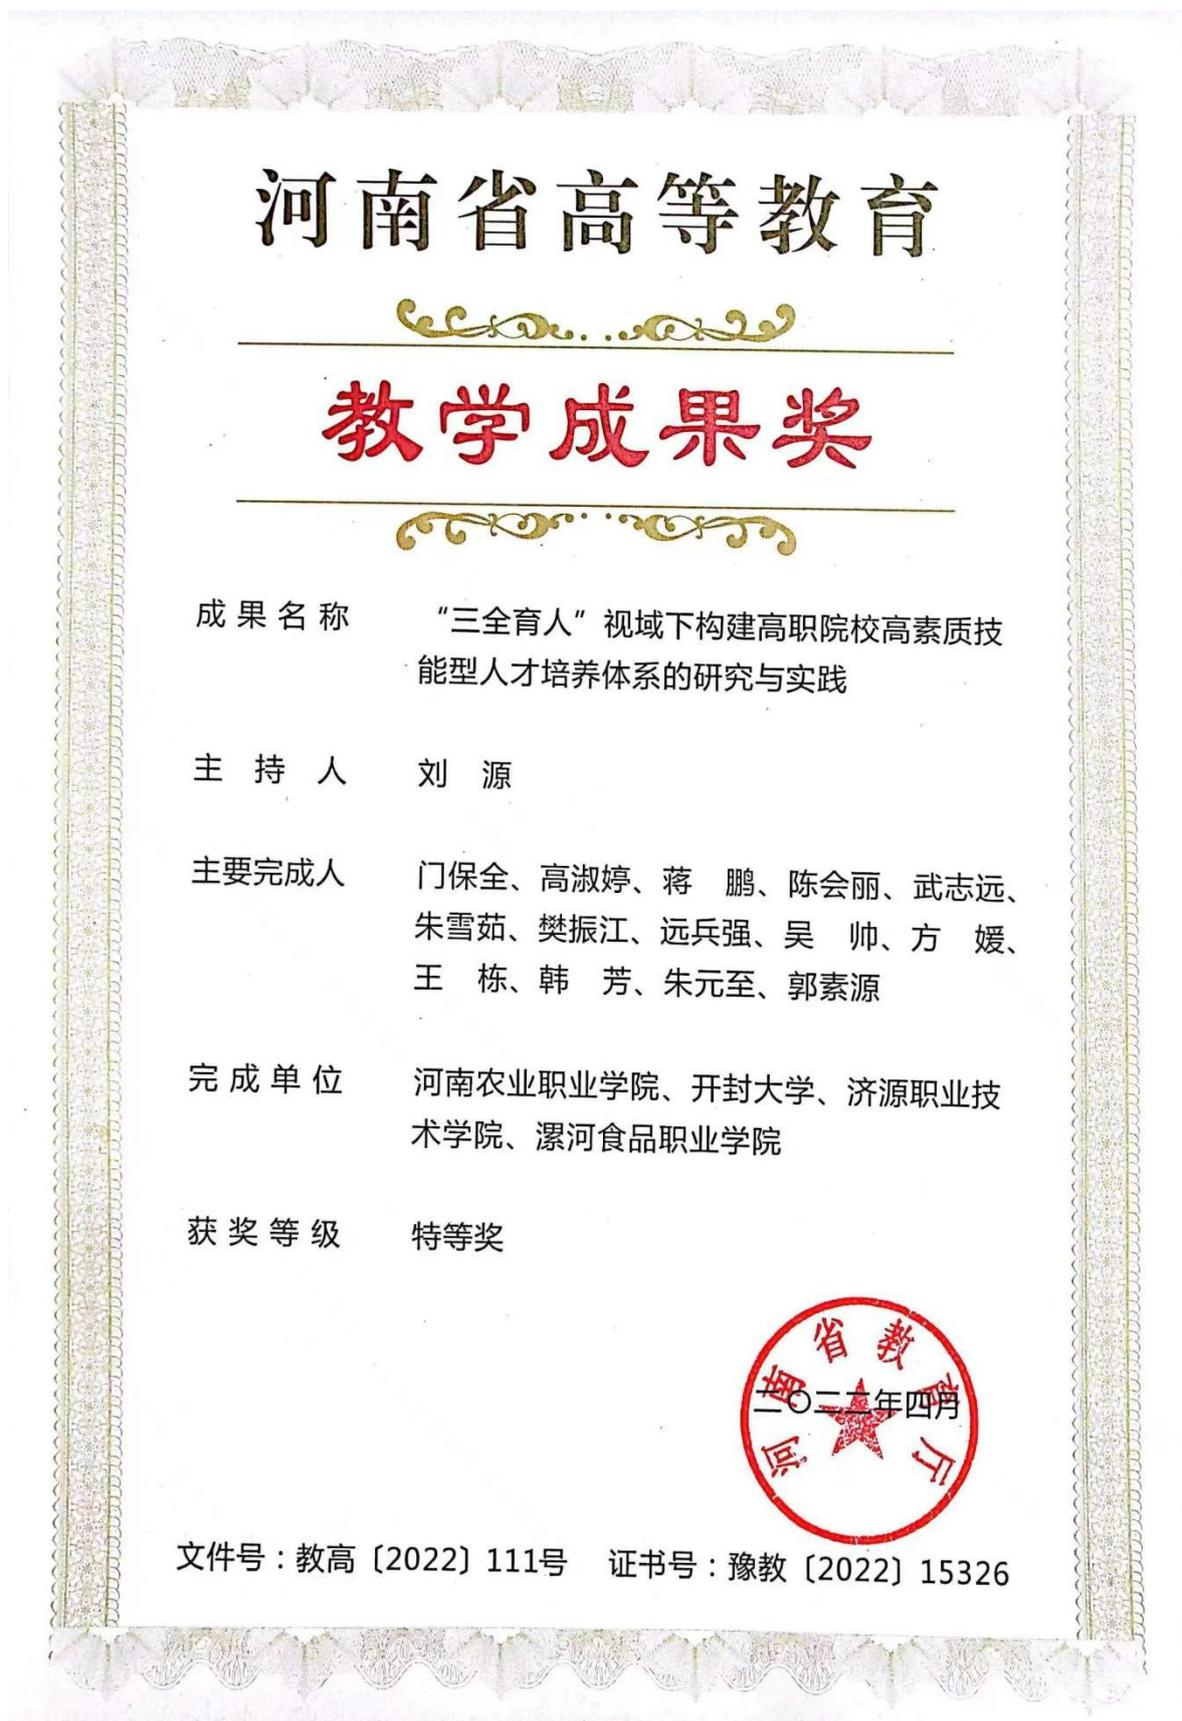 河南省高等教育
教学成果奖
成果名称 “三全育人”视域下构建高职院校高素质技
能型人才培养体系的研究与实践
主持人 刘 源
主要完成人 门保全、高淑婷、蒋 鹏、陈会丽、武志远、
朱雪茹、樊振江、远兵强、吴 帅、方 媛、
王 栋、韩 芳、朱元至、郭素源
完成单位 河南农业职业学院、开封大学、济源职业技
术学院、漯河食品职业学院
获奖等级 特等奖
河南省教育厅
二〇二二年四月
文件号：教高〔2022〕111号 证书号：豫教〔2022〕15326